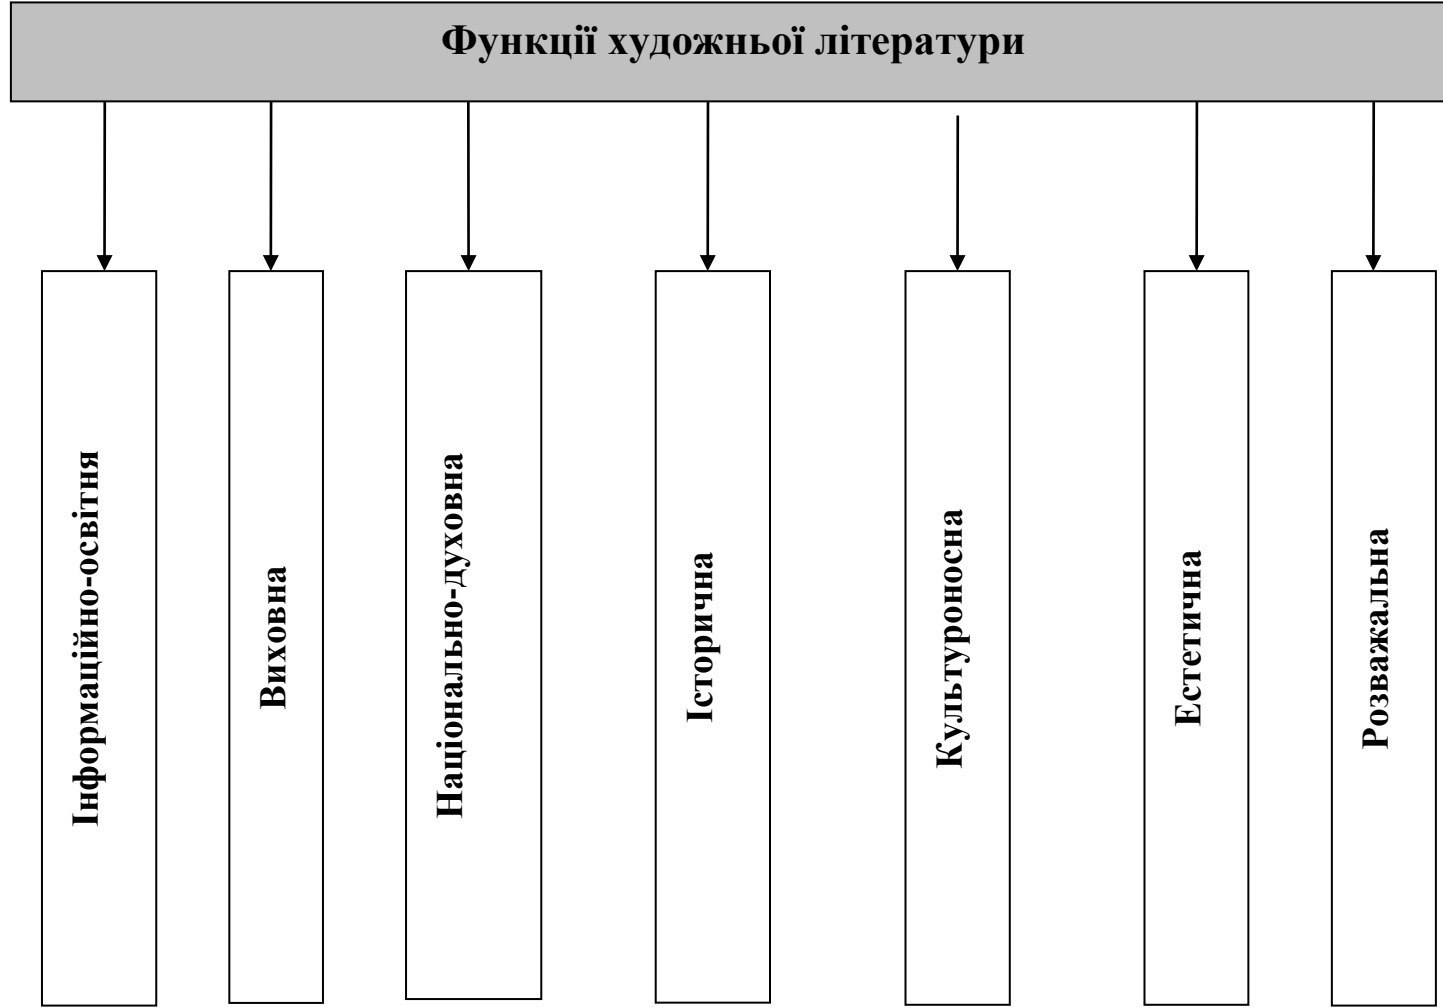 Функції художньої літератури
Інформаційно-освітня
Виховна
Національно-духовна
Історична
Культуроносна
Естетична
Розважальна